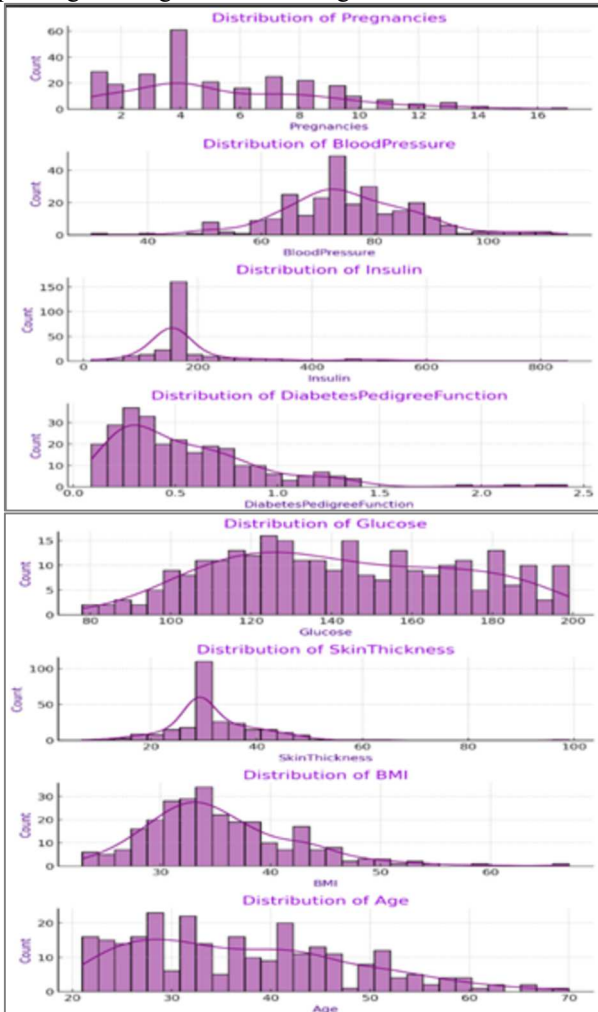 Distribution of Pregnancies
60
40
20
0
Count
2 4 6 8 10 12 14 16
Pregnancies
Distribution of BloodPressure
40
20
0
Count
40 60 80 100
BloodPressure
Distribution of Insulin
150
100
50
0
Count
0 200 400 600 800
Insulin
Distribution of DiabetesPedigreeFunction
30
20
10
0
Count
0.0 0.5 1.0 1.5 2.0 2.5
DiabetesPedigreeFunction
Distribution of Glucose
15
10
5
0
Count
80 100 120 140 160 180 200
Glucose
Distribution of SkinThickness
100
50
0
Count
20 40 60 80 100
SkinThickness
Distribution of BMI
30
20
10
0
Count
30 40 50 60
BMI
Distribution of Age
20
10
0
Count
20 30 40 50 60 70
Age